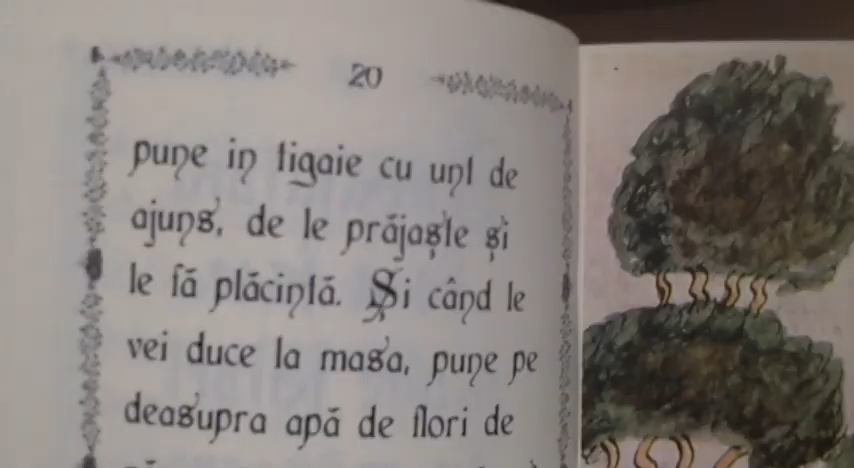 20
pune in tigaie cu unt de
ajuns, de le prăjaște și
le fă plăcintă. Și când le
vei duce la masa, pune pe
deasupra apă de flori de